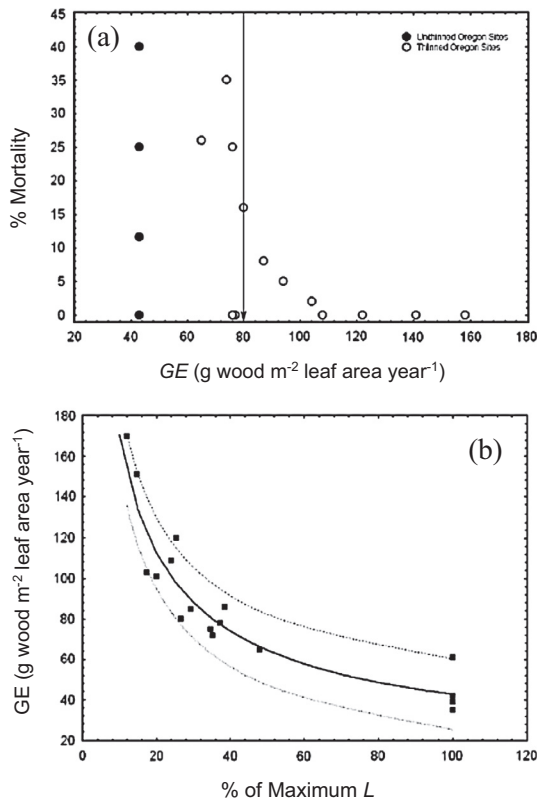 (a)
Unthinned Oregon Sites
Thinned Oregon Sites
% Mortality
45
40
35
30
25
20
15
10
5
0
20 40 60 80 100 120 140 160 180
GE (g wood m-2 leaf area year-1)
(b)
GE (g wood m-2 leaf area year-1)
180
160
140
120
100
80
60
40
20
0 20 40 60 80 100 120
% of Maximum L